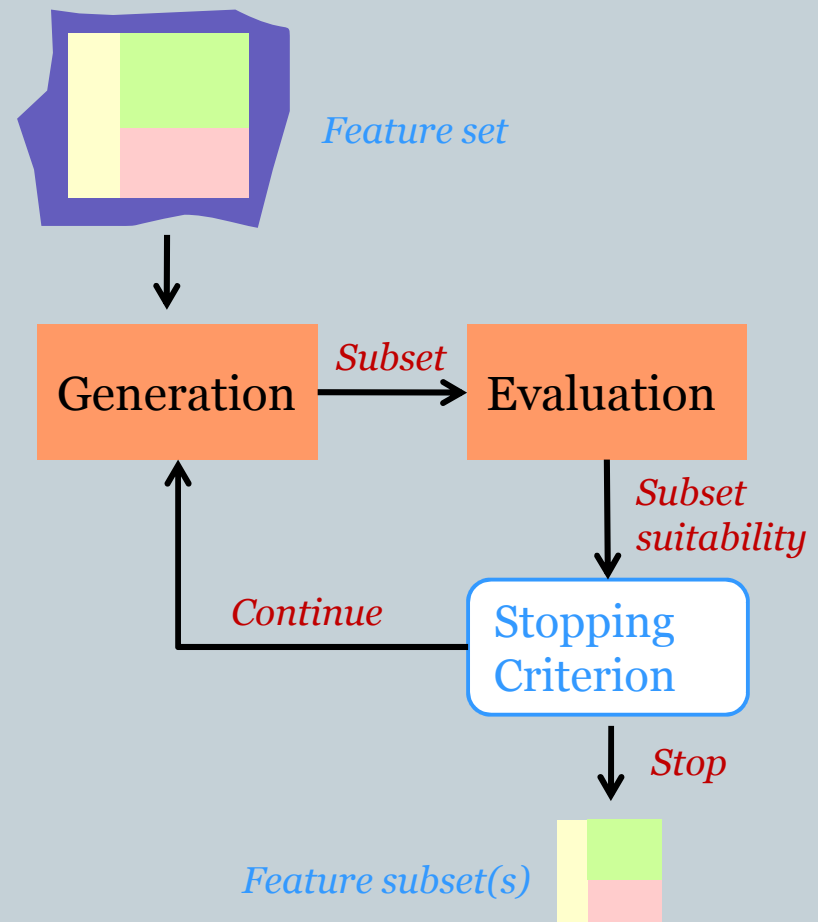 Feature set
Generation
Subset
Evaluation
Subset
suitability
Continue
Stopping
Criterion
Stop
Feature subset(s)